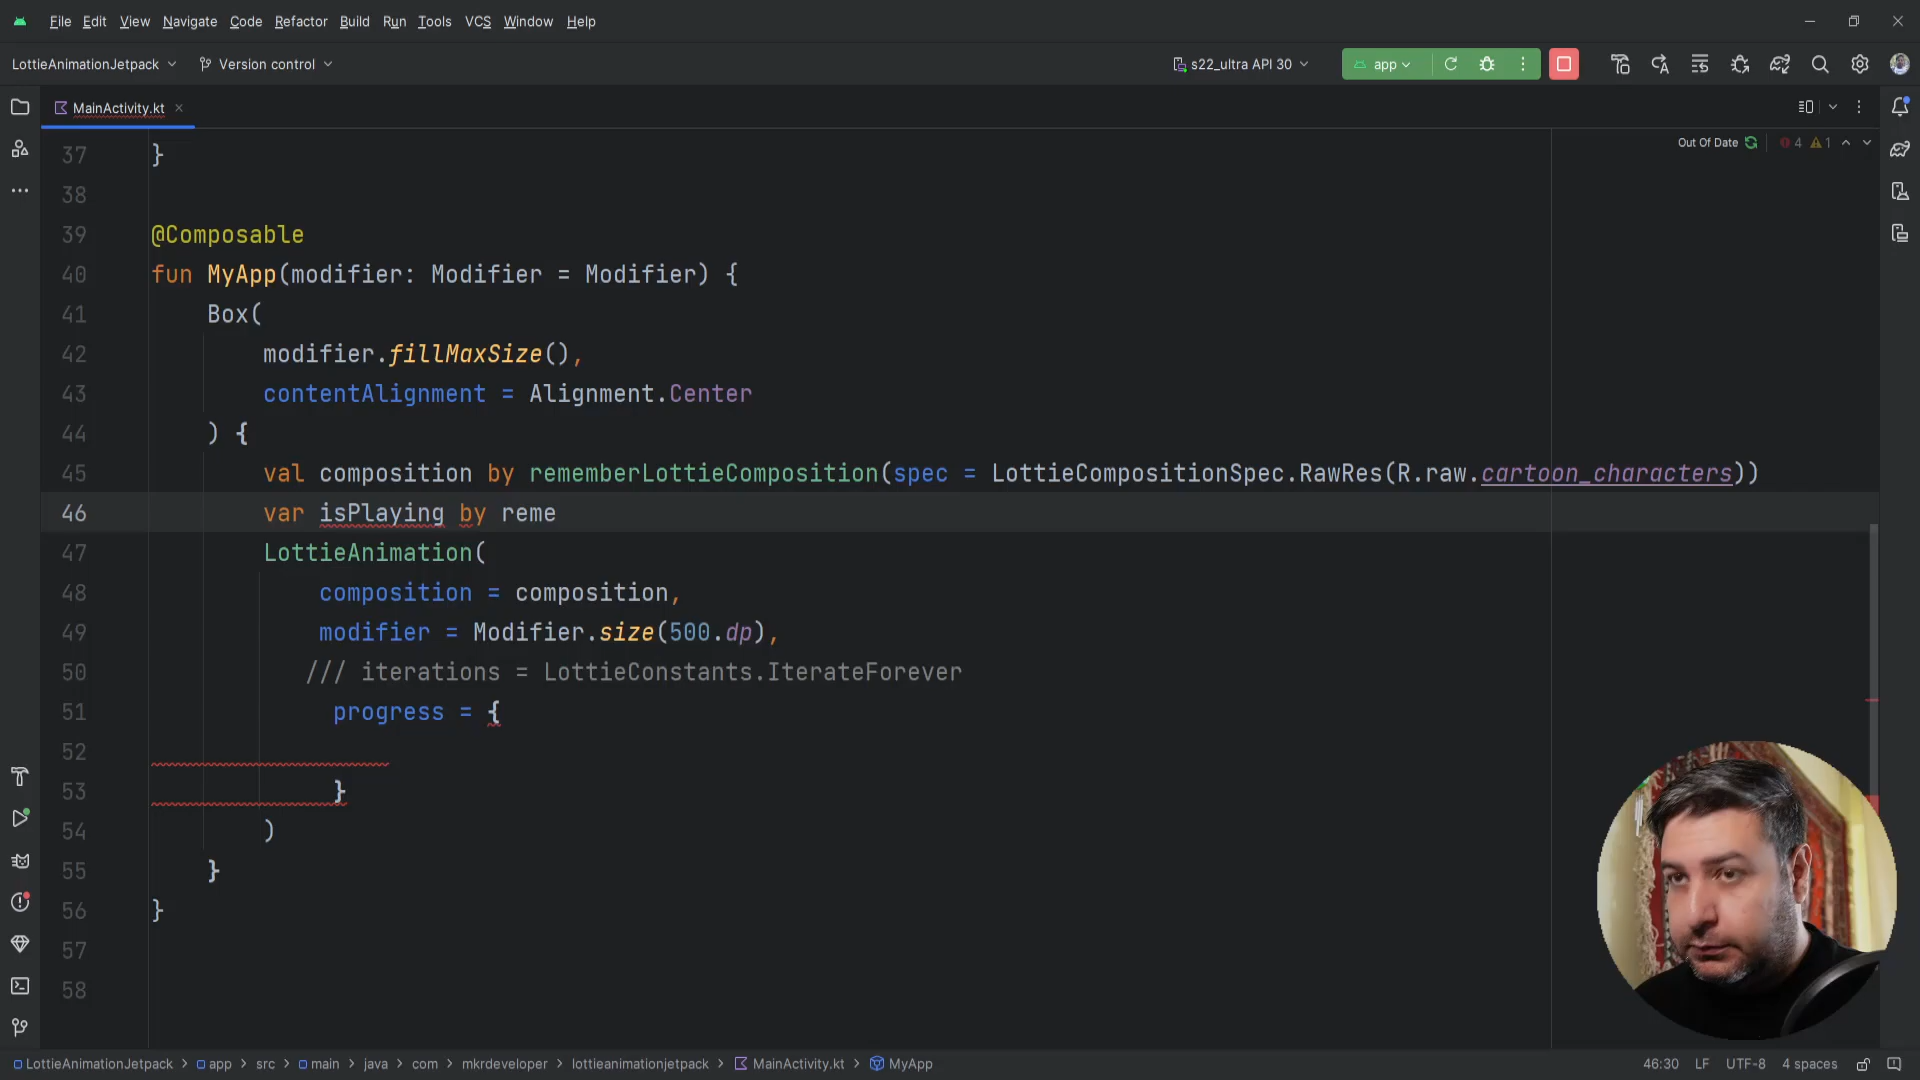 File Edit View Navigate Code Refactor Build Run Tools VCS Window Help
LottieAnimationJetpack Version control s22_ultra API 30 app
MainActivity.kt
Out Of Date 4 1
37 }
38
39 @Composable
40 fun MyApp(modifier: Modifier = Modifier) {
41 Box(
42 modifier.fillMaxSize(),
43 contentAlignment = Alignment.Center
44 ) {
45 val composition by rememberLottieComposition(spec = LottieCompositionSpec.RawRes(R.raw.cartoon_characters))
46 var isPlaying by reme
47 LottieAnimation(
48 composition = composition,
49 modifier = Modifier.size(500.dp),
50 /// iterations = LottieConstants.IterateForever
51 progress = {
52
53 }
54 )
55 }
56 }
57
58
LottieAnimationJetpack > app > src > main > java > com > mkrdeveloper > lottieanimationjetpack > MainActivity.kt > MyApp 46:30 LF UTF-8 4 spaces